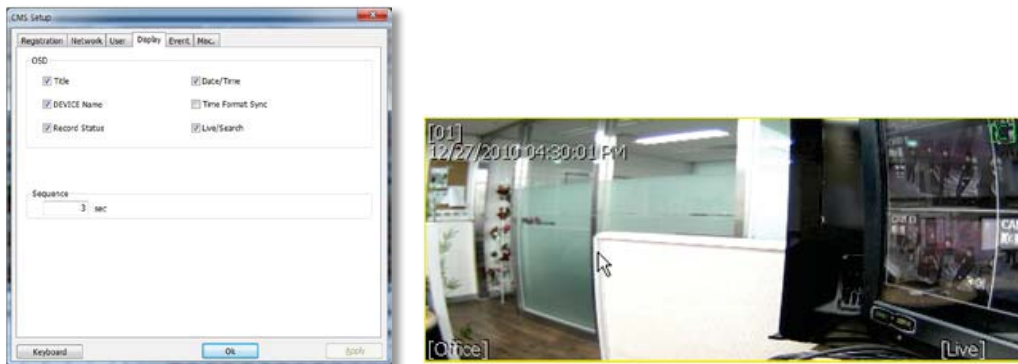 CMS Setup
Registration Network User Display Event Misc.
OSD
Title Date/Time
DEVICE Name Time Format Sync
Record Status Live/Search
Sequence
3 sec
Keyboard Ok Apply
[01]
12/27/2010 04:30:01 PM
[C]
[Office] [Live]